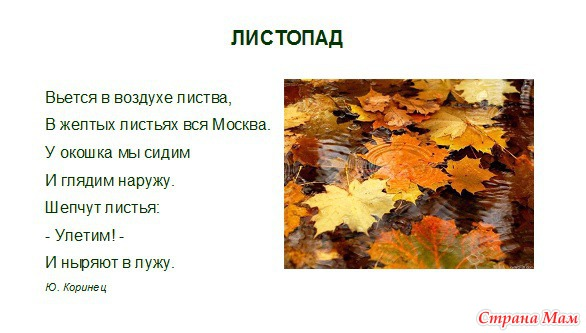 ЛИСТОПАД
Вьется в воздухе листва,
В желтых листьях вся Москва.
У окошка мы сидим
И глядим наружу.
Шепчут листья:
- Улетим! -
И ныряют в лужу.
Ю. Коринец
Страна Мам